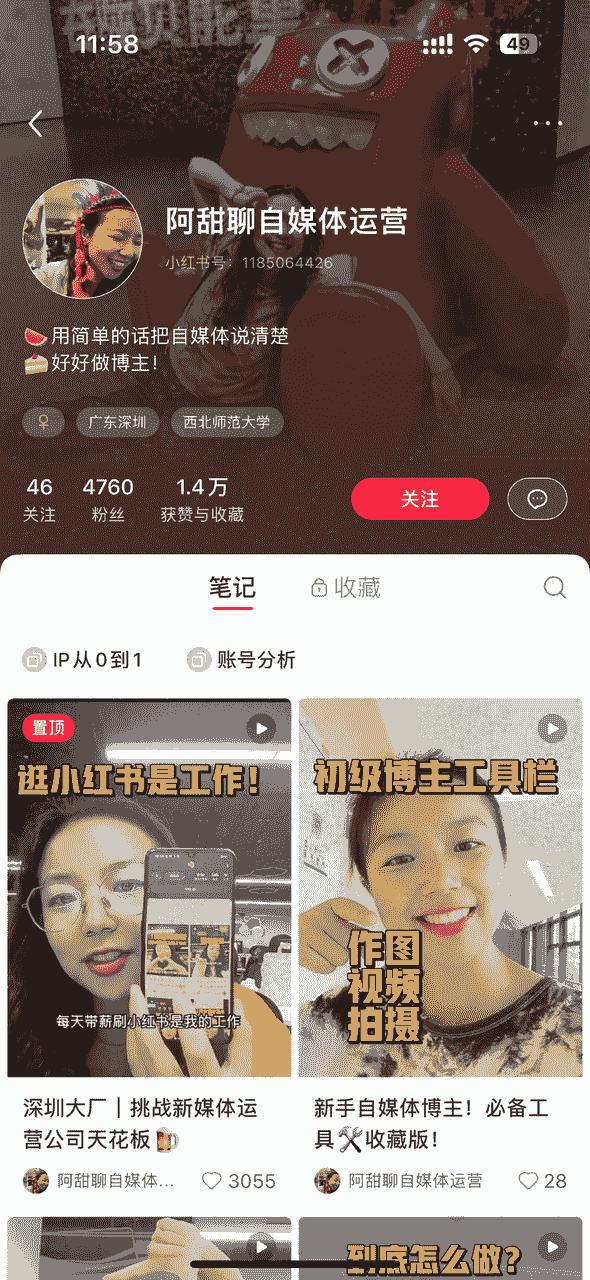 11:58
49
阿甜聊自媒体运营
小红书号：1185064426
🍉用简单的话把自媒体说清楚
🍰好好做博主！
♀ 广东深圳 西北师范大学
46 4760 1.4万
关注 粉丝 获赞与收藏
关注
笔记 收藏
IP从0到1 账号分析
置顶
逛小红书是工作！
每天带薪刷小红书是我的工作
深圳大厂｜挑战新媒体运
营公司天花板🍺
阿甜聊自媒体... 3055
初级博主工具栏
作图
视频
拍摄
新手自媒体博主！必备工
具🛠收藏版！
阿甜聊自媒体运营 28
到底怎么做？